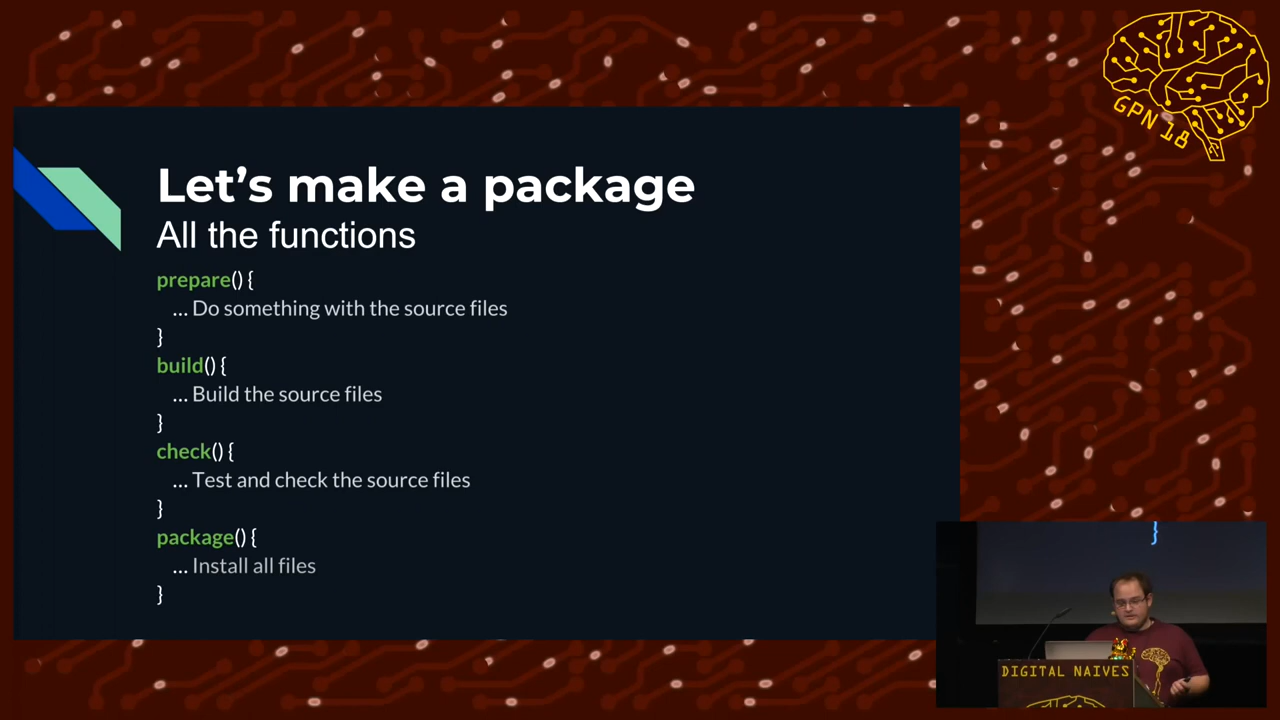 GPN 18
Let's make a package
All the functions
prepare() {
... Do something with the source files
}
build() {
... Build the source files
}
check() {
... Test and check the source files
}
package() {
... Install all files
}
}
DIGITAL NAIVES